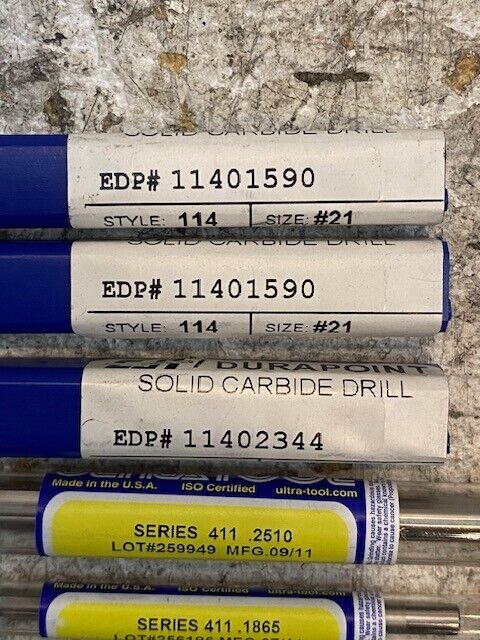 SOLID CARBIDE DRILL
EDP# 11401590
STYLE: 114 SIZE: #21
SOLID CARBIDE DRILL
EDP# 11401590
STYLE: 114 SIZE: #21
DURAPOINT
SOLID CARBIDE DRILL
EDP# 11402344
Made in the U.S.A. ISO Certified ultra-tool.com
SERIES 411 .2510
LOT#259949 MFG.09/11
Made in the U.S.A. ISO Certified ultra-tool.com
SERIES 411 .1865